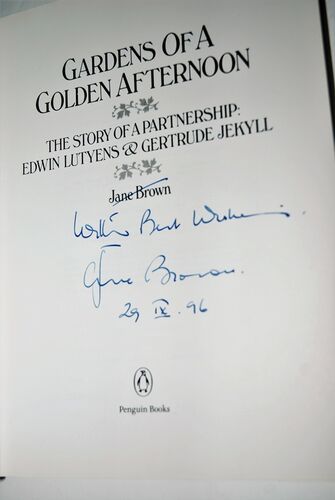 GARDENS OF A
GOLDEN AFTERNOON
THE STORY OF A PARTNERSHIP:
EDWIN LUTYENS & GERTRUDE JEKYLL
Jane Brown
With Best Wishes
Jane Brown.
29 IX . 96
Penguin Books